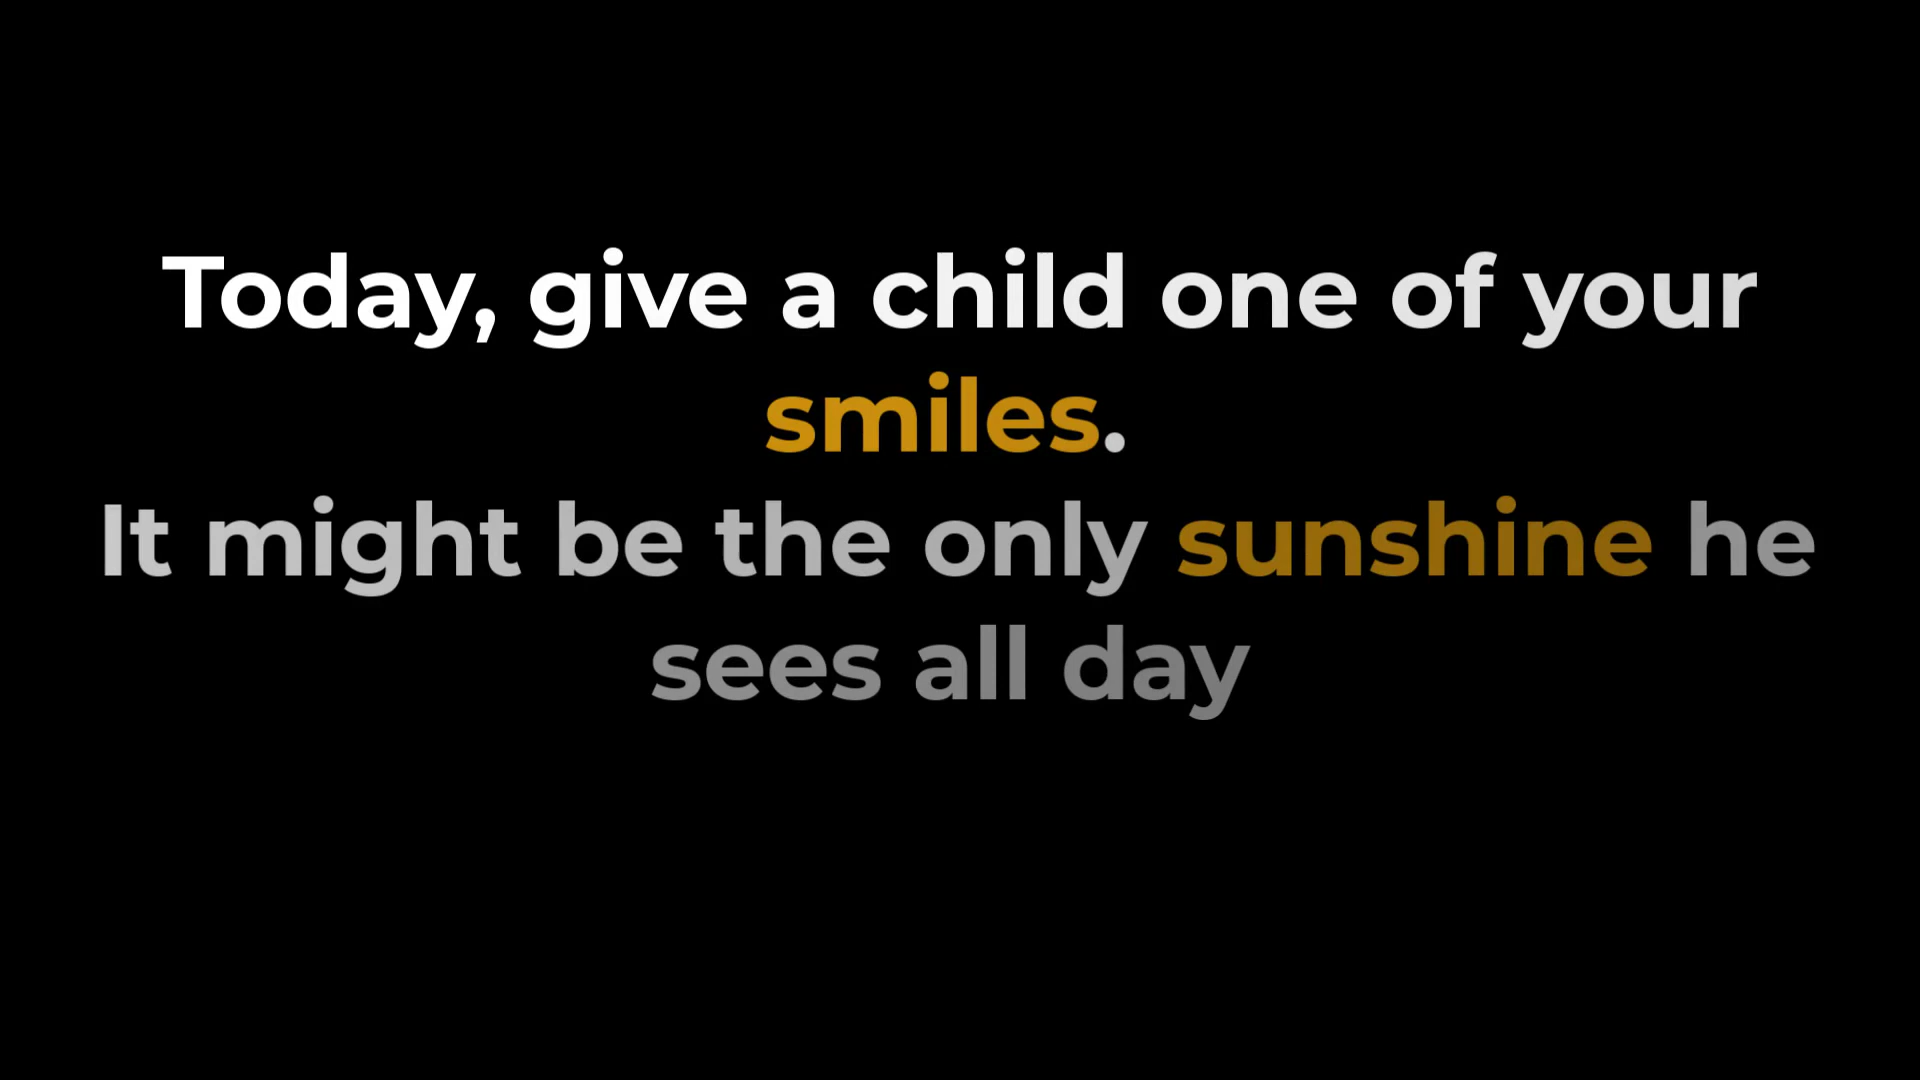 Today, give a child one of your
smiles.
It might be the only sunshine he
sees all day